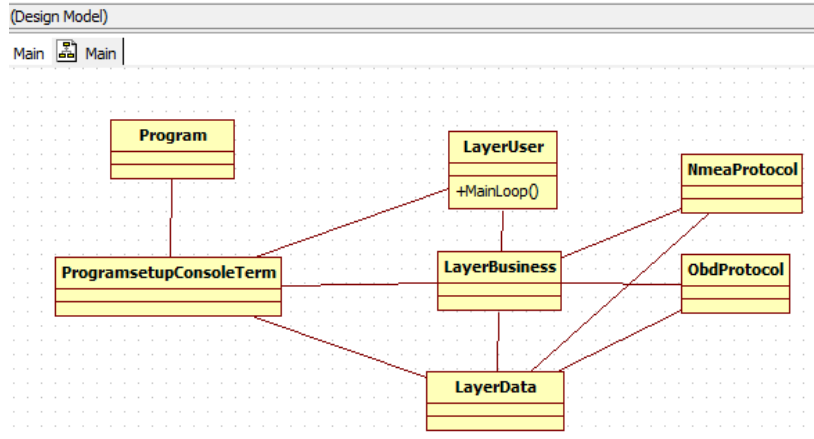 (Design Model)
Main Main
Program
LayerUser
+MainLoop()
NmeaProtocol
ProgramsetupConsoleTerm
LayerBusiness
ObdProtocol
LayerData